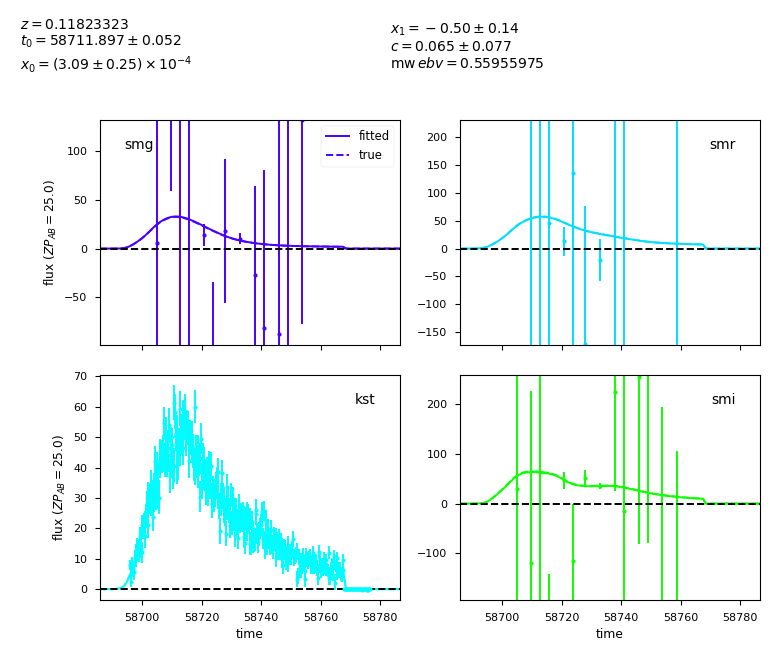 z = 0.11823323
t₀ = 58711.897 ± 0.052
x₀ = (3.09 ± 0.25) × 10⁻⁴
x₁ = −0.50 ± 0.14
c = 0.065 ± 0.077
mw ebv = 0.55955975
smg
fitted
true
100
50
0
−50
flux (ZP_AB = 25.0)
smr
200
150
100
50
0
−50
−100
−150
kst
70
60
50
40
30
20
10
0
flux (ZP_AB = 25.0)
58700 58720 58740 58760 58780
time
smi
200
100
0
−100
58700 58720 58740 58760 58780
time